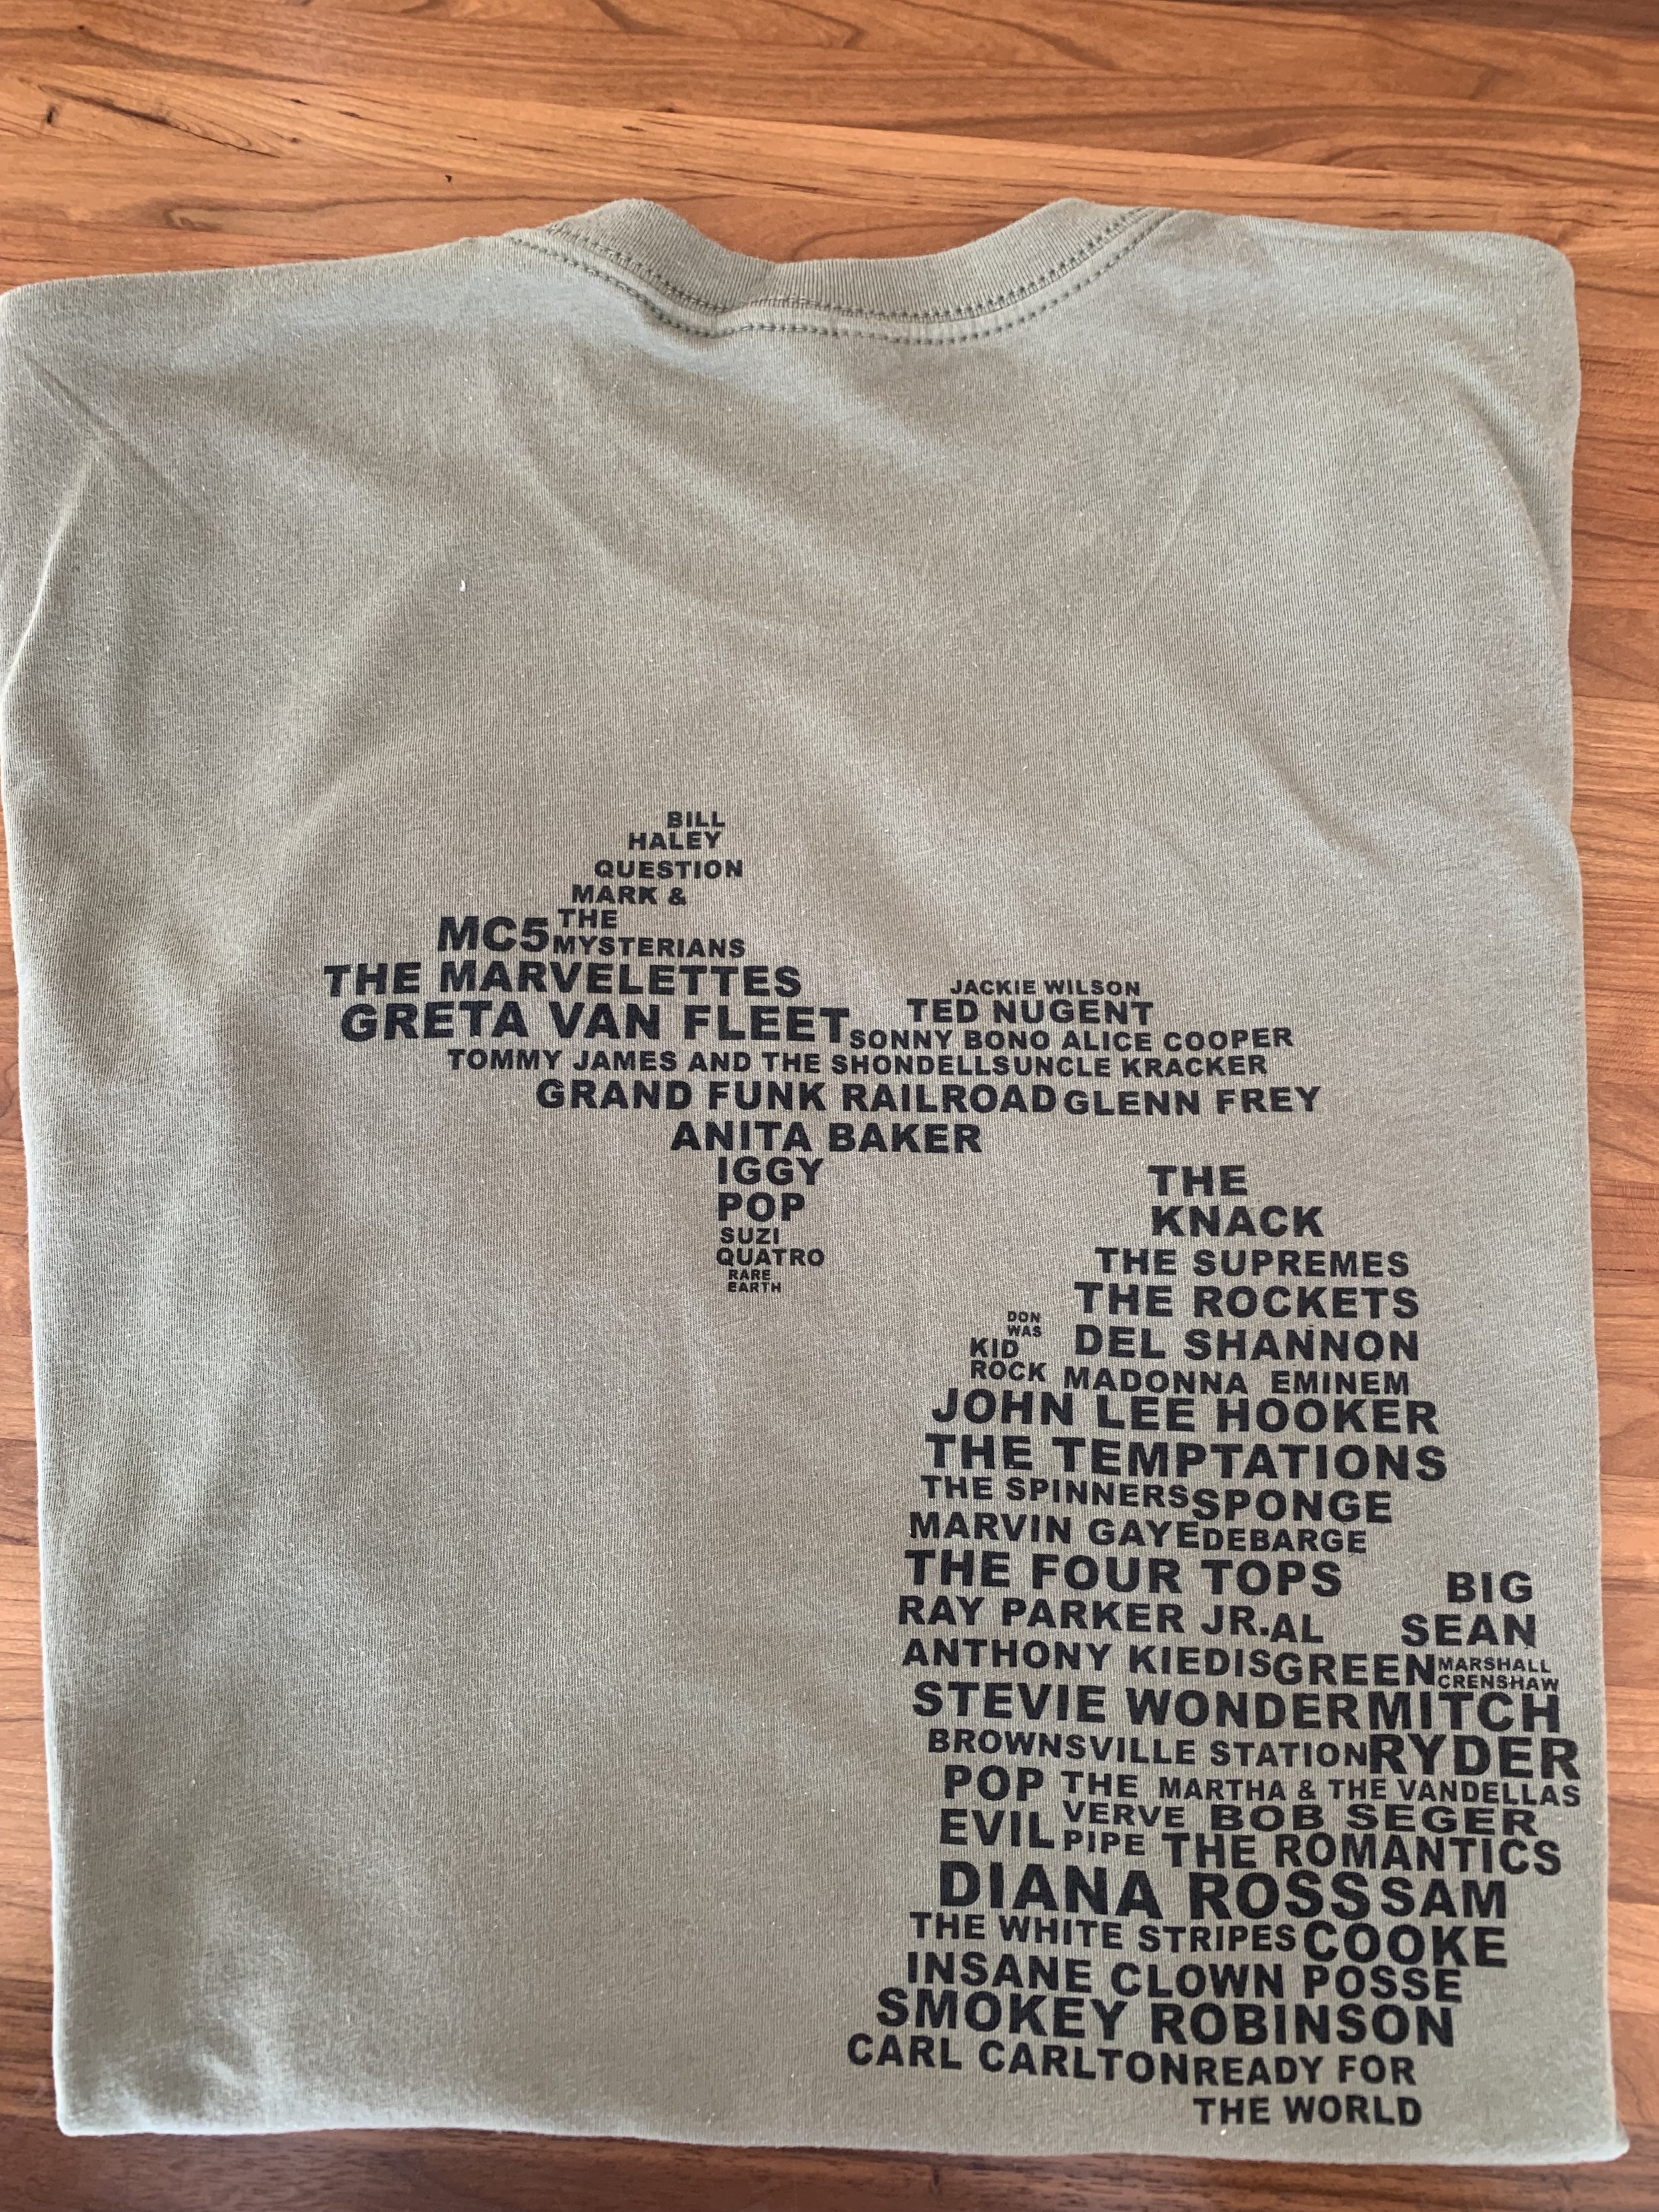 BILL
HALEY
QUESTION
MARK &
THE
MC5
MYSTERIANS
THE MARVELETTES
JACKIE WILSON
GRETA VAN FLEET
TED NUGENT
SONNY BONO ALICE COOPER
TOMMY JAMES AND THE SHONDELLS UNCLE KRACKER
GRAND FUNK RAILROAD GLENN FREY
ANITA BAKER
IGGY
POP
SUZI
QUATRO
RARE
EARTH
THE
KNACK
THE SUPREMES
THE ROCKETS
DON
WAS
DEL SHANNON
KID
ROCK
MADONNA EMINEM
JOHN LEE HOOKER
THE TEMPTATIONS
THE SPINNERS SPONGE
MARVIN GAYE DEBARGE
THE FOUR TOPS
BIG
SEAN
RAY PARKER JR. AL
ANTHONY KIEDIS GREEN
MARSHALL
CRENSHAW
STEVIE WONDER MITCH
BROWNSVILLE STATION RYDER
POP
EVIL
THE
VERVE
PIPE
MARTHA & THE VANDELLAS
BOB SEGER
THE ROMANTICS
DIANA ROSS SAM
THE WHITE STRIPES COOKE
INSANE CLOWN POSSE
SMOKEY ROBINSON
CARL CARLTON READY FOR
THE WORLD